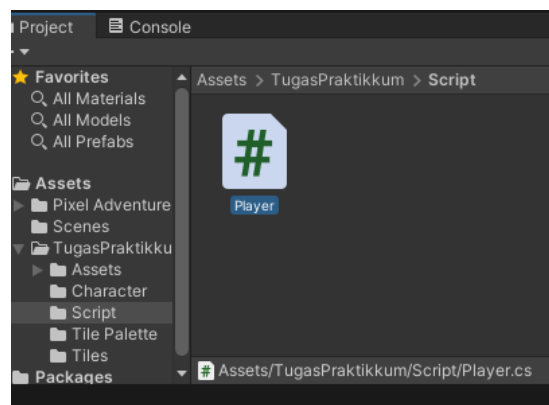 Project
Console
Favorites
All Materials
All Models
All Prefabs
Assets
Pixel Adventure
Scenes
TugasPraktikku
Assets
Character
Script
Tile Palette
Tiles
Packages
Assets > TugasPraktikkum > Script
#
Player
# Assets/TugasPraktikkum/Script/Player.cs